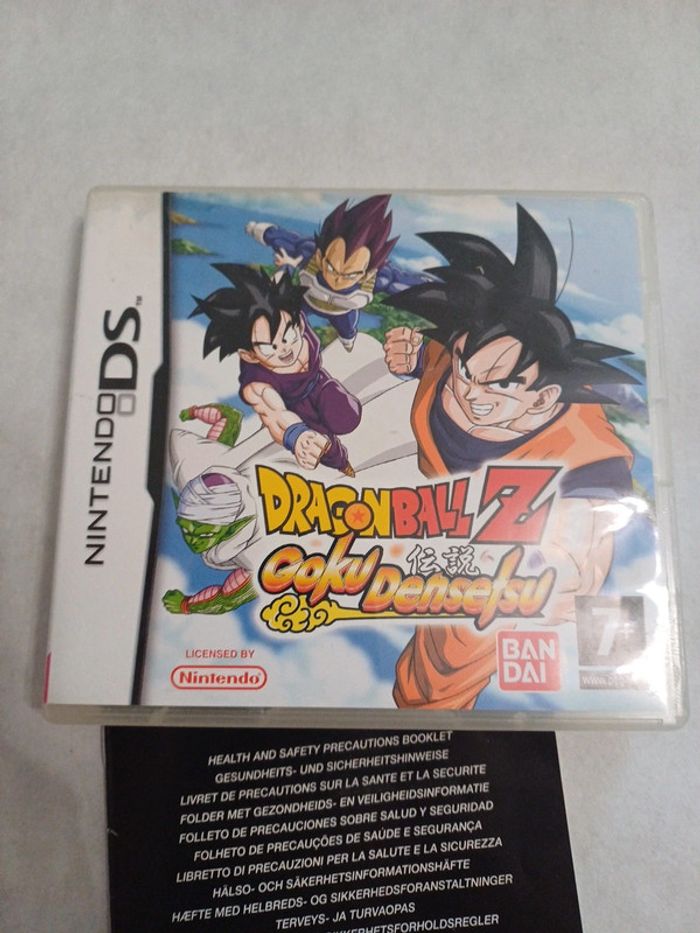 NINTENDO DS™
DRAGON BALL Z
伝説
Goku Densetsu
LICENSED BY
Nintendo
BAN
DAI
7+
HEALTH AND SAFETY PRECAUTIONS BOOKLET
GESUNDHEITS- UND SICHERHEITSHINWEISE
LIVRET DE PRECAUTIONS SUR LA SANTE ET LA SECURITE
FOLDER MET GEZONDHEIDS- EN VEILIGHEIDSINFORMATIE
FOLLETO DE PRECAUCIONES SOBRE SALUD Y SEGURIDAD
FOLHETO DE PRECAUÇÕES DE SAÚDE E SEGURANÇA
LIBRETTO DI PRECAUZIONI PER LA SALUTE E LA SICUREZZA
HÄLSO- OCH SÄKERHETSINFORMATIONSHÄFTE
HÆFTE MED HELBREDS- OG SIKKERHEDSFORANSTALTNINGER
TERVEYS- JA TURVAOPAS